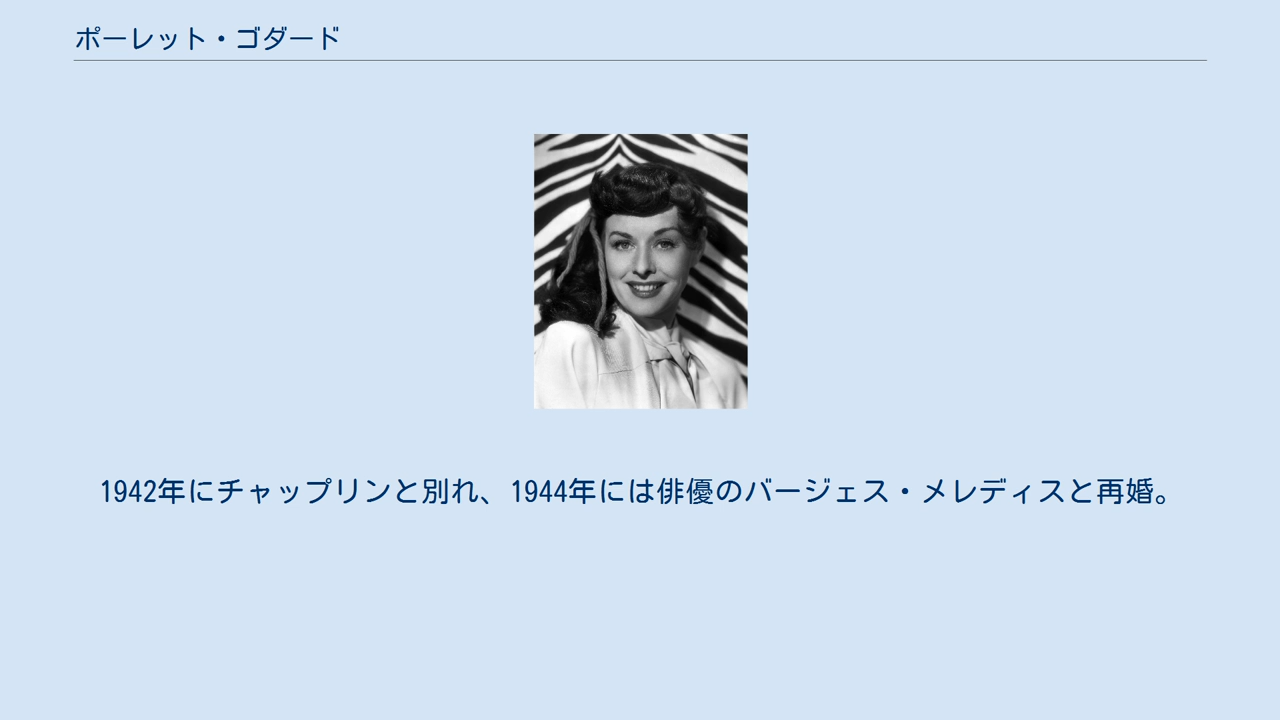 ポーレット・ゴダード
1942年にチャップリンと別れ、1944年には俳優のバージェス・メレディスと再婚。